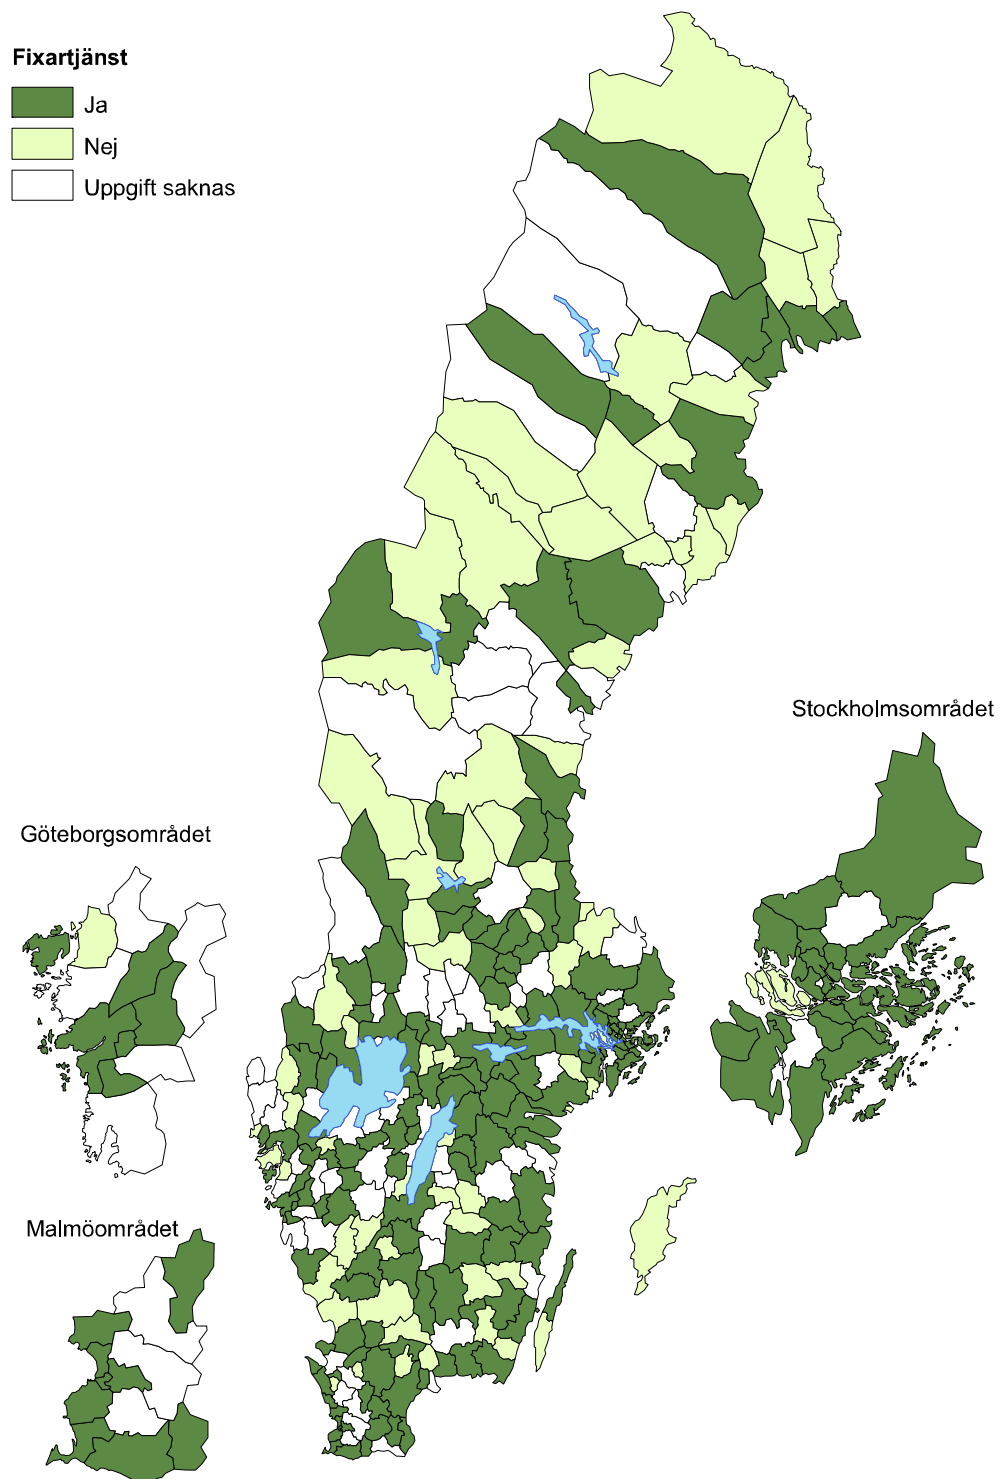 Fixartjänst
Ja
Nej
Uppgift saknas
Stockholmsområdet
Göteborgsområdet
Malmöområdet